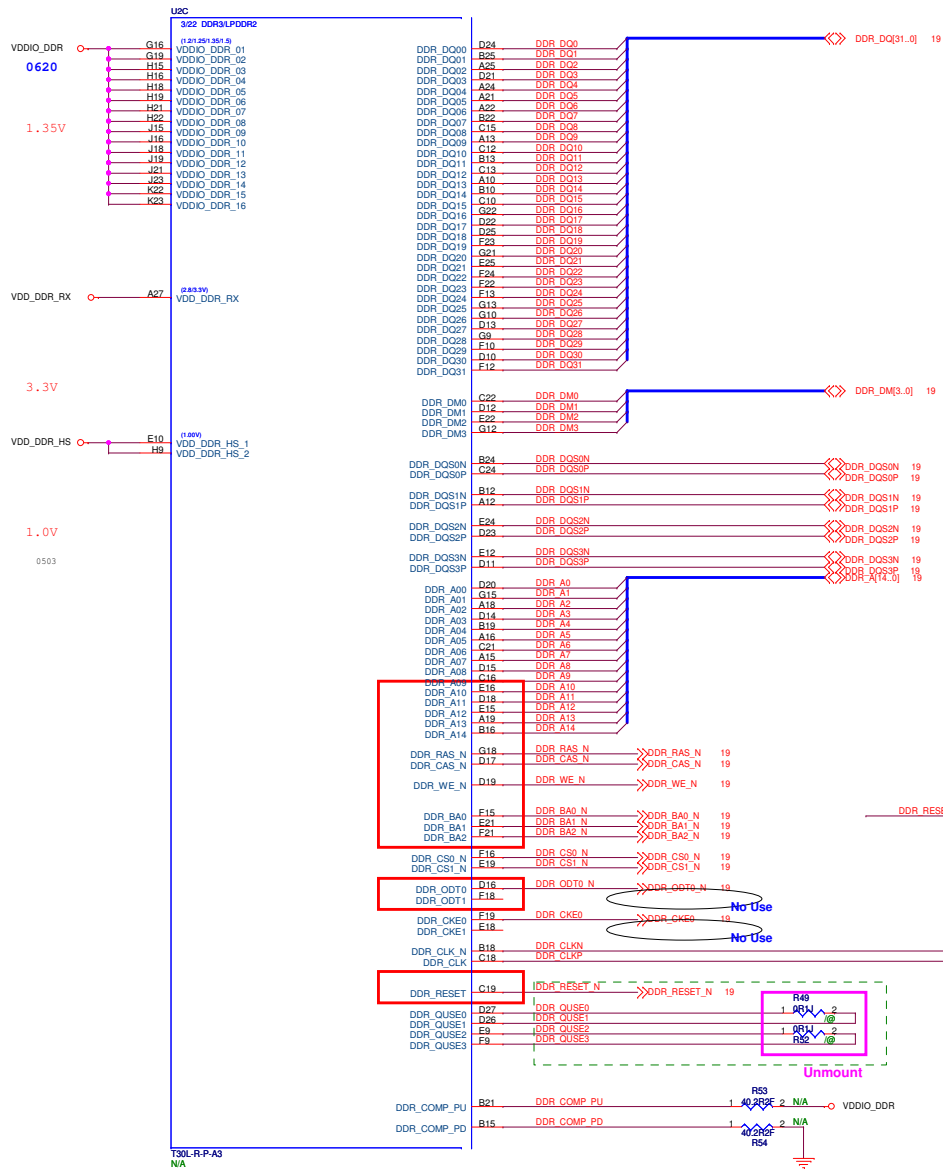 U2C
3/22 DDR3/LPDDR2
(1.2/1.25/1.35/1.5)
VDDIO_DDR
0620
1.35V
G16 VDDIO_DDR_01
G19 VDDIO_DDR_02
H15 VDDIO_DDR_03
H16 VDDIO_DDR_04
H18 VDDIO_DDR_05
H19 VDDIO_DDR_06
H21 VDDIO_DDR_07
H22 VDDIO_DDR_08
J15 VDDIO_DDR_09
J16 VDDIO_DDR_10
J18 VDDIO_DDR_11
J19 VDDIO_DDR_12
J21 VDDIO_DDR_13
J23 VDDIO_DDR_14
K22 VDDIO_DDR_15
K23 VDDIO_DDR_16
(2.8/3.3V)
VDD_DDR_RX A27 VDD_DDR_RX
3.3V
(1.00V)
VDD_DDR_HS E10 VDD_DDR_HS_1
H9 VDD_DDR_HS_2
1.0V
0503
DDR_DQ00 D24 DDR_DQ0
DDR_DQ01 B25 DDR_DQ1
DDR_DQ02 A25 DDR_DQ2
DDR_DQ03 D21 DDR_DQ3
DDR_DQ04 A24 DDR_DQ4
DDR_DQ05 A21 DDR_DQ5
DDR_DQ06 A22 DDR_DQ6
DDR_DQ07 B22 DDR_DQ7
DDR_DQ08 C15 DDR_DQ8
DDR_DQ09 A13 DDR_DQ9
DDR_DQ10 C12 DDR_DQ10
DDR_DQ11 B13 DDR_DQ11
DDR_DQ12 C13 DDR_DQ12
DDR_DQ13 A10 DDR_DQ13
DDR_DQ14 B10 DDR_DQ14
DDR_DQ15 C10 DDR_DQ15
DDR_DQ16 G22 DDR_DQ16
DDR_DQ17 D22 DDR_DQ17
DDR_DQ18 D25 DDR_DQ18
DDR_DQ19 F23 DDR_DQ19
DDR_DQ20 G21 DDR_DQ20
DDR_DQ21 E25 DDR_DQ21
DDR_DQ22 F24 DDR_DQ22
DDR_DQ23 F22 DDR_DQ23
DDR_DQ24 F13 DDR_DQ24
DDR_DQ25 G13 DDR_DQ25
DDR_DQ26 G10 DDR_DQ26
DDR_DQ27 D13 DDR_DQ27
DDR_DQ28 G9 DDR_DQ28
DDR_DQ29 F10 DDR_DQ29
DDR_DQ30 D10 DDR_DQ30
DDR_DQ31 F12 DDR_DQ31
DDR_DQ[31..0] 19
DDR_DM0 C22 DDR_DM0
DDR_DM1 D12 DDR_DM1
DDR_DM2 E22 DDR_DM2
DDR_DM3 G12 DDR_DM3
DDR_DM[3..0] 19
DDR_DQS0N B24 DDR_DQS0N DDR_DQS0N 19
DDR_DQS0P C24 DDR_DQS0P DDR_DQS0P 19
DDR_DQS1N B12 DDR_DQS1N DDR_DQS1N 19
DDR_DQS1P A12 DDR_DQS1P DDR_DQS1P 19
DDR_DQS2N E24 DDR_DQS2N DDR_DQS2N 19
DDR_DQS2P D23 DDR_DQS2P DDR_DQS2P 19
DDR_DQS3N E12 DDR_DQS3N DDR_DQS3N 19
DDR_DQS3P D11 DDR_DQS3P DDR_DQS3P 19
DDR_A[14..0] 19
DDR_A00 D20 DDR_A0
DDR_A01 G15 DDR_A1
DDR_A02 A18 DDR_A2
DDR_A03 D14 DDR_A3
DDR_A04 B19 DDR_A4
DDR_A05 A16 DDR_A5
DDR_A06 C21 DDR_A6
DDR_A07 A15 DDR_A7
DDR_A08 D15 DDR_A8
DDR_A09 C16 DDR_A9
DDR_A10 E16 DDR_A10
DDR_A11 D18 DDR_A11
DDR_A12 E15 DDR_A12
DDR_A13 A19 DDR_A13
DDR_A14 B16 DDR_A14
DDR_RAS_N G18 DDR_RAS_N DDR_RAS_N 19
DDR_CAS_N D17 DDR_CAS_N DDR_CAS_N 19
DDR_WE_N D19 DDR_WE_N DDR_WE_N 19
DDR_BA0 F15 DDR_BA0_N DDR_BA0_N 19
DDR_BA1 E21 DDR_BA1_N DDR_BA1_N 19
DDR_BA2 F21 DDR_BA2_N DDR_BA2_N 19
DDR_RESE
DDR_CS0_N F16 DDR_CS0_N DDR_CS0_N 19
DDR_CS1_N E19 DDR_CS1_N DDR_CS1_N 19
DDR_ODT0 D16 DDR_ODT0_N DDR_ODT0_N 19
DDR_ODT1 F18
No Use
DDR_CKE0 F19 DDR_CKE0 DDR_CKE0 19
DDR_CKE1 E18
No Use
DDR_CLK_N B18 DDR_CLKN
DDR_CLK C18 DDR_CLKP
DDR_RESET C19 DDR_RESET_N DDR_RESET_N 19
DDR_QUSE0 D27 DDR_QUSE0
DDR_QUSE1 D26 DDR_QUSE1
DDR_QUSE2 E9 DDR_QUSE2
DDR_QUSE3 F9 DDR_QUSE3
R49
1 0R1J 2
/@
1 0R1J 2
R52 /@
Unmount
DDR_COMP_PU B21 DDR_COMP_PU 1 R53 40.2R2F 2 N/A VDDIO_DDR
DDR_COMP_PD B15 DDR_COMP_PD 1 40.2R2F R54 2 N/A
T30L-R-P-A3
N/A